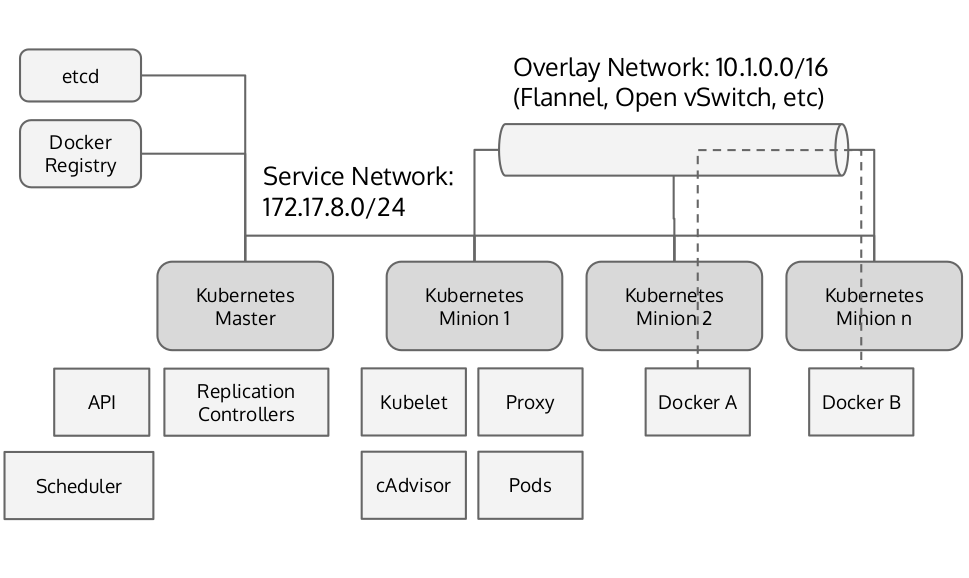 etcd
Docker
Registry
Overlay Network: 10.1.0.0/16
(Flannel, Open vSwitch, etc)
Service Network:
172.17.8.0/24
Kubernetes
Master
Kubernetes
Minion 1
Kubernetes
Minion 2
Kubernetes
Minion n
API
Replication
Controllers
Kubelet
Proxy
Docker A
Docker B
Scheduler
cAdvisor
Pods